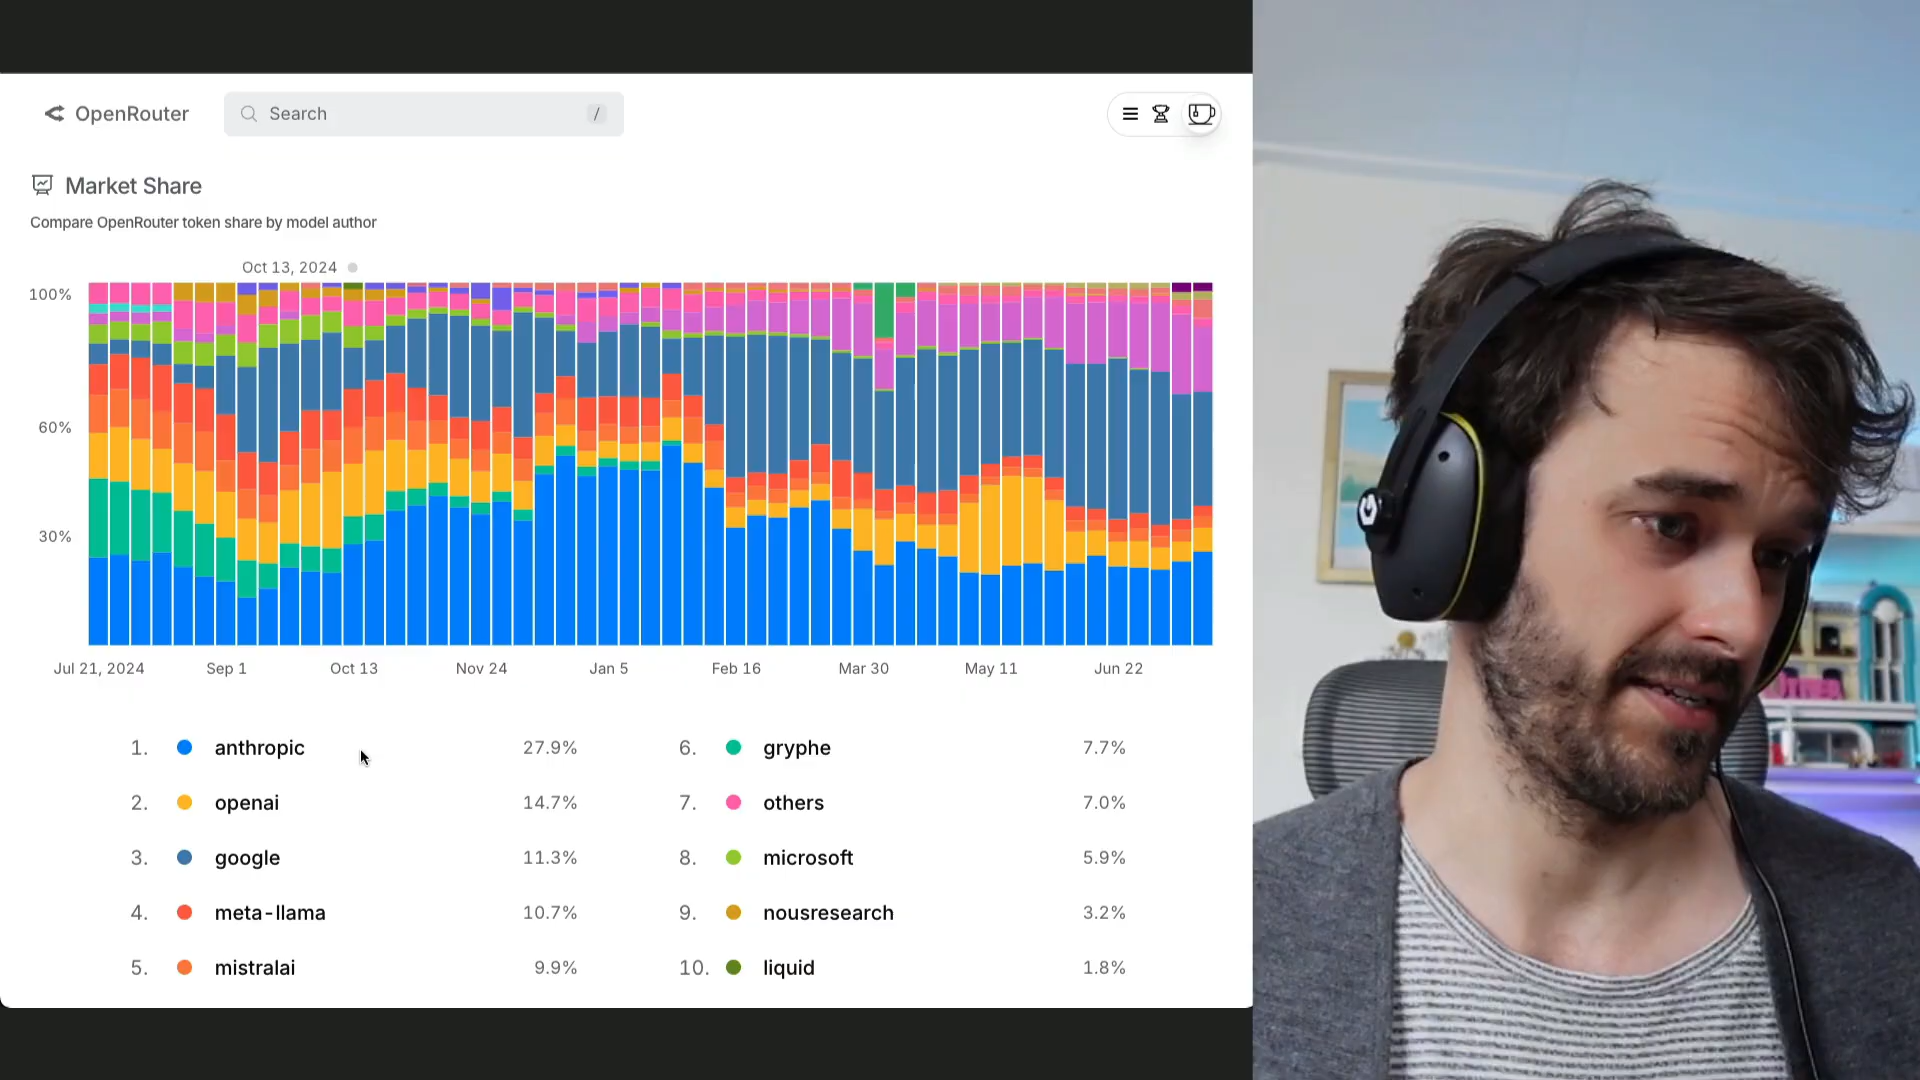 OpenRouter
Search /
Market Share
Compare OpenRouter token share by model author
Oct 13, 2024
100%
60%
30%
Jul 21, 2024 Sep 1 Oct 13 Nov 24 Jan 5 Feb 16 Mar 30 May 11 Jun 22
1. anthropic 27.9%
2. openai 14.7%
3. google 11.3%
4. meta-llama 10.7%
5. mistralai 9.9%
6. gryphe 7.7%
7. others 7.0%
8. microsoft 5.9%
9. nousresearch 3.2%
10. liquid 1.8%